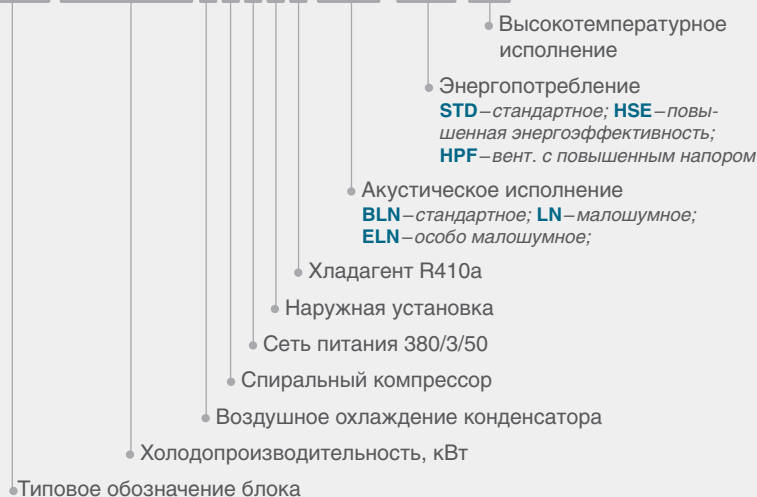 Высокотемпературное
исполнение
Энергопотребление
STD–стандартное; HSE–повы-
шенная энергоэффективность;
HPF–вент. с повышенным напором
Акустическое исполнение
BLN–стандартное; LN–малошумное;
ELN–особо малошумное;
Хладагент R410a
Наружная установка
Сеть питания 380/3/50
Спиральный компрессор
Воздушное охлаждение конденсатора
Холодопроизводительность, кВт
Типовое обозначение блока